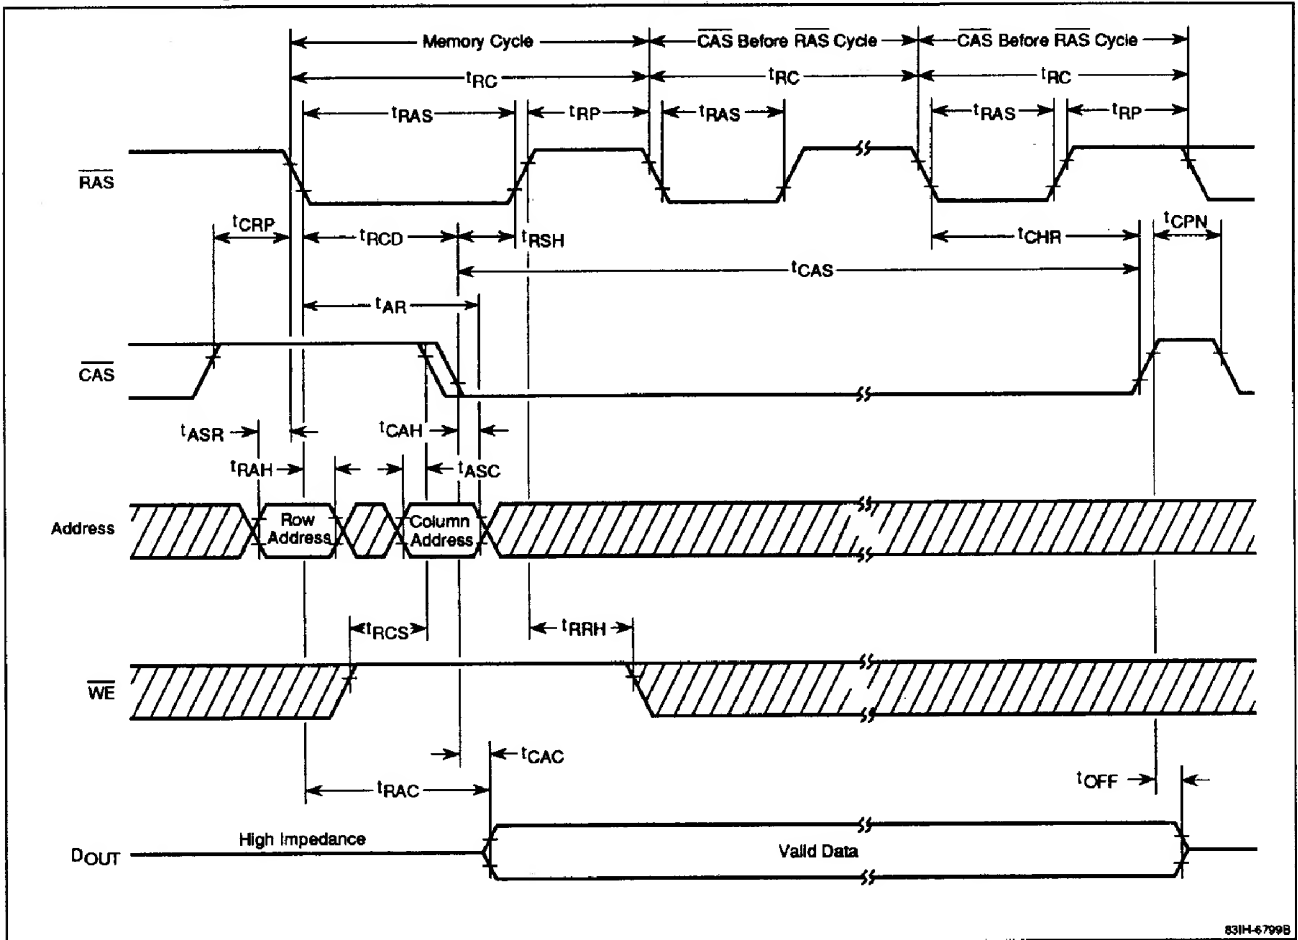 Memory Cycle
CAS Before RAS Cycle
CAS Before RAS Cycle
tRC
tRC
tRC
tRAS
tRP
tRAS
tRAS
tRP
RAS
tCRP
tRCD
tRSH
tCHR
tCPN
tCAS
tAR
CAS
tASR
tCAH
tRAH
tASC
Address
Row
Address
Column
Address
tRCS
tRRH
WE
tCAC
tRAC
tOFF
High Impedance
DOUT
Valid Data
83IH-6799B